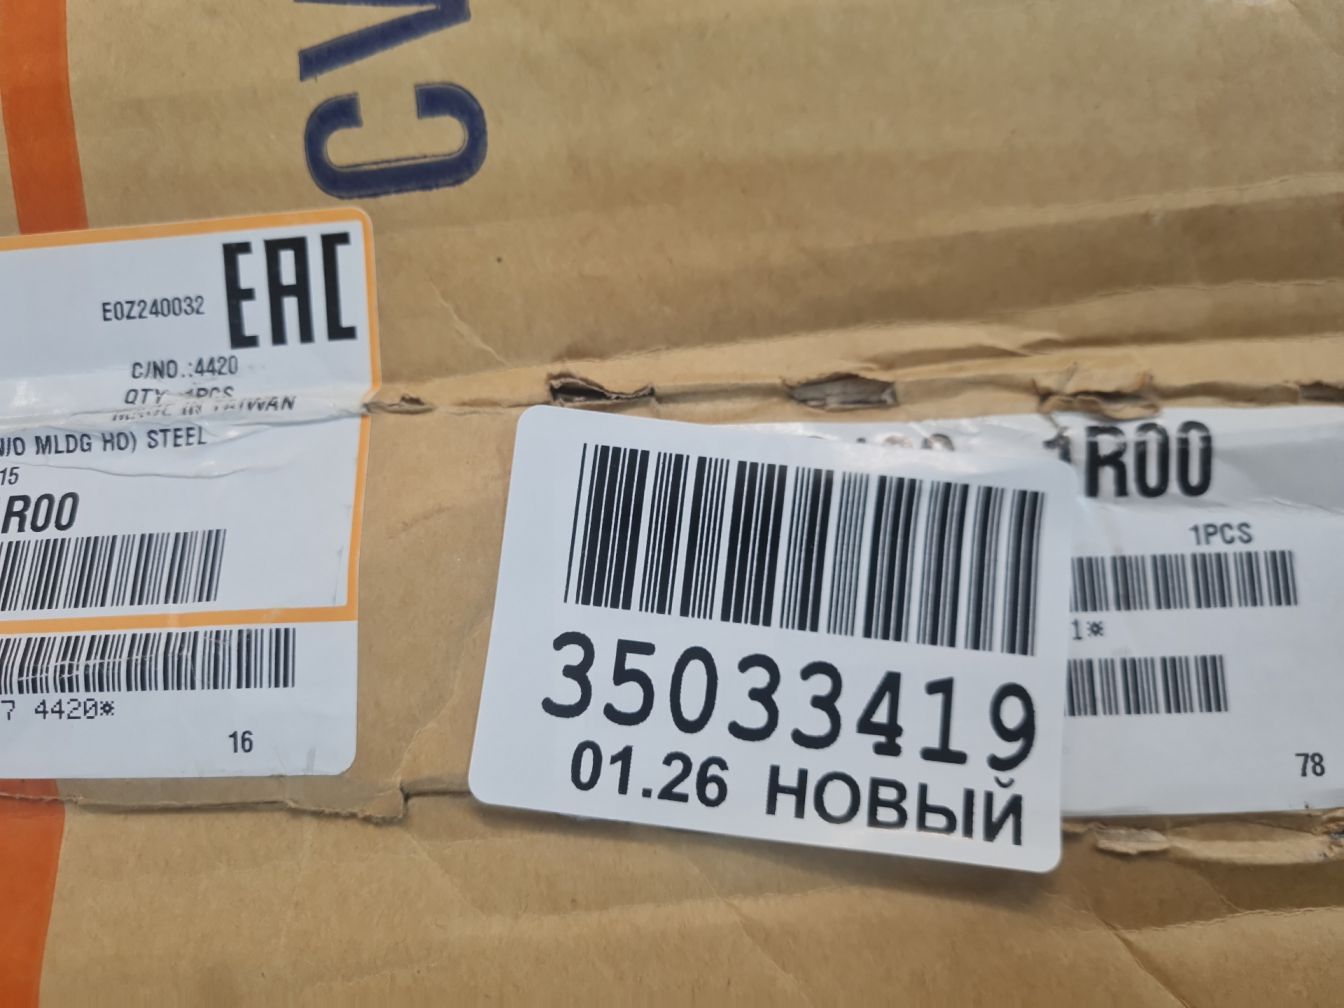 CV
E0Z240032
EAC
C/NO.:4420
QTY 1PCS
MADE IN TAIWAN
MLDG HD) STEEL
15
R00
7 4420*
16
35033419
01.26 НОВЫЙ
1R00
1PCS
1*
78